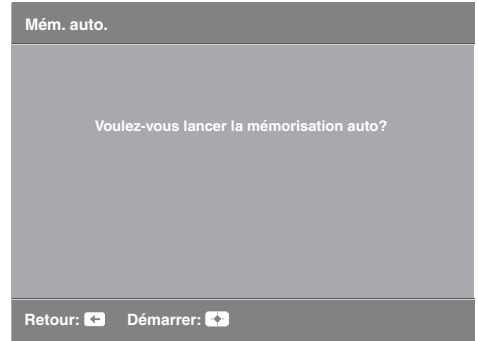 Mém. auto.
Voulez-vous lancer la mémorisation auto?
Retour: Démarrer: